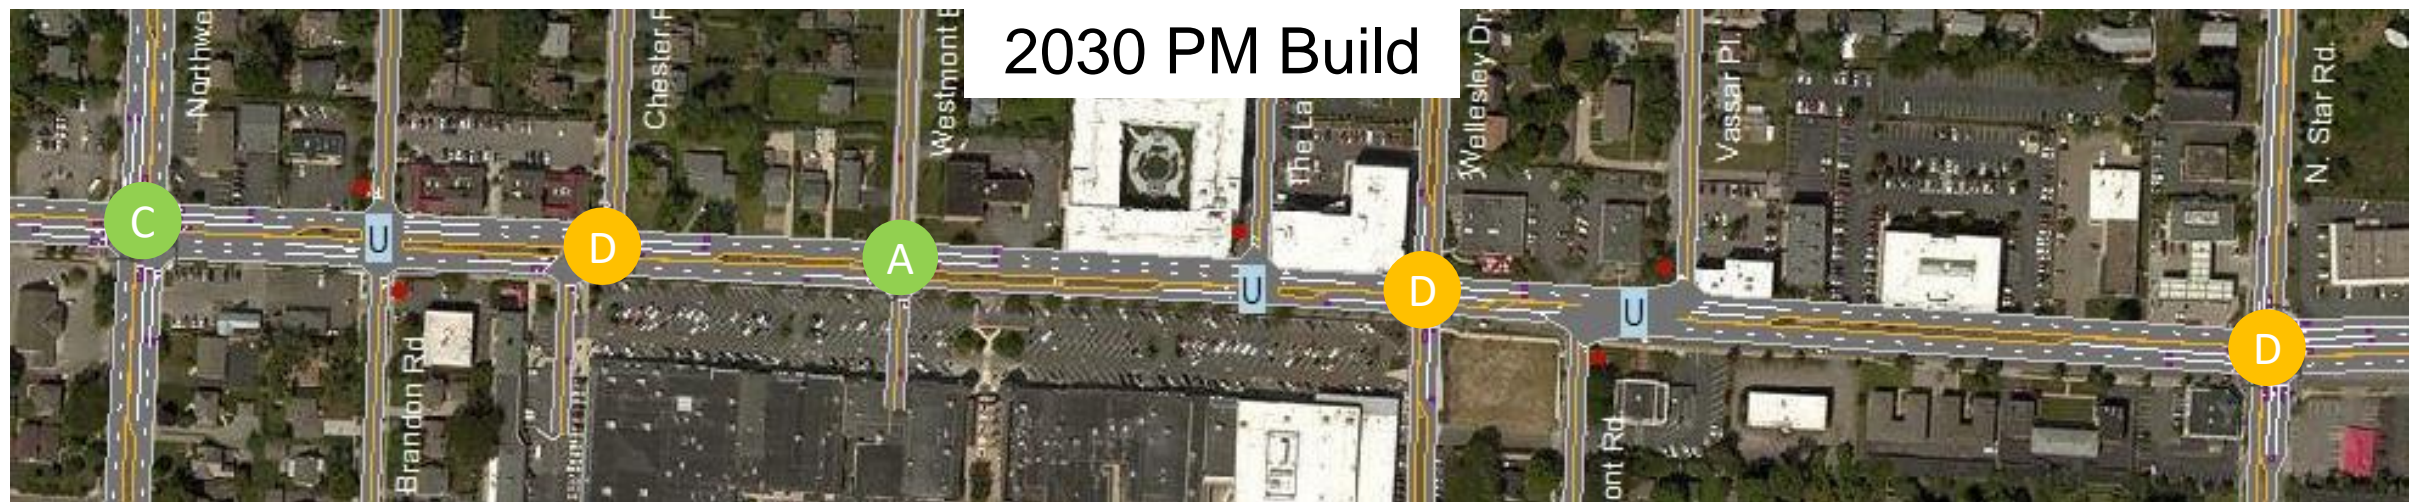 2030 PM Build
Northwe
Chester
Westmont
The La
Wellesley Dr.
Vassar Pl.
N. Star Rd.
C
U
D
A
U
D
U
D
Brandon Rd
ont Rd